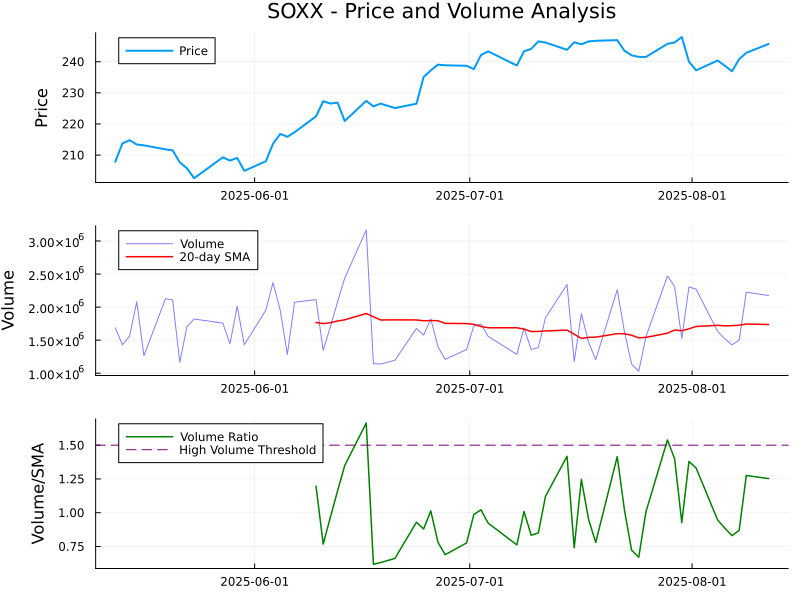 SOXX - Price and Volume Analysis
Price
240
230
220
210
Price
2025-06-01
2025-07-01
2025-08-01
Volume
20-day SMA
3.00×10⁶
2.50×10⁶
2.00×10⁶
1.50×10⁶
1.00×10⁶
Volume
2025-06-01
2025-07-01
2025-08-01
Volume Ratio
High Volume Threshold
1.50
1.25
1.00
0.75
Volume/SMA
2025-06-01
2025-07-01
2025-08-01